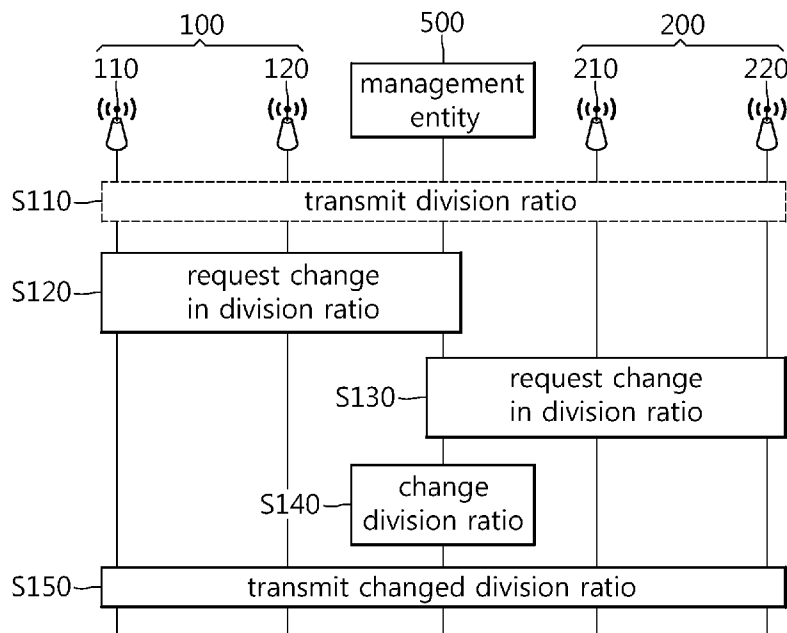 100
500
200
110
120
management
entity
210
220
S110
transmit division ratio
S120
request change
in division ratio
S130
request change
in division ratio
S140
change
division ratio
S150
transmit changed division ratio